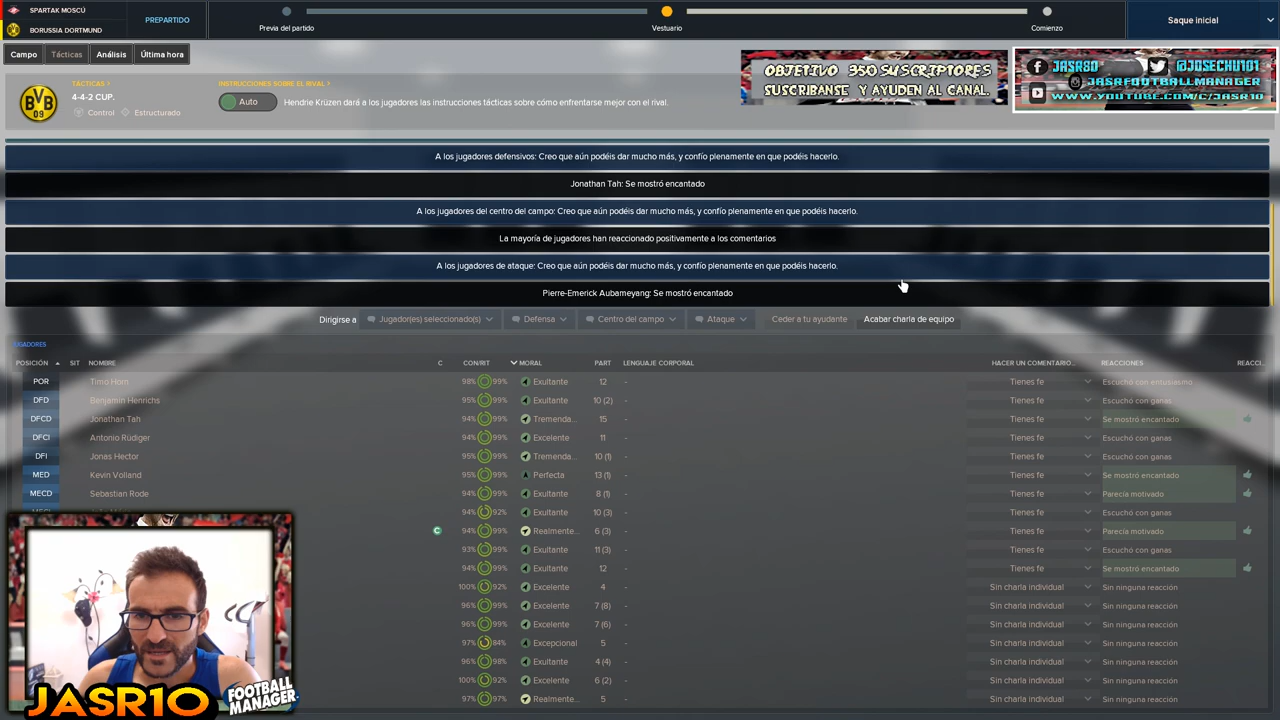 SPARTAK MOSCÚ
BORUSSIA DORTMUND
PREPARTIDO
Previa del partido
Vestuario
Comienzo
Saque inicial
Campo
Tácticas
Análisis
Última hora
OBJETIVO 350 SUSCRIPTORES
SUSCRIBANSE Y AYUDEN AL CANAL.
JASR80
@JOSECHU101
JASRFOOTBALLMANAGER
WWW.YOUTUBE.COM/C/JASR10
BVB
09
TÁCTICAS >
4-4-2 CUP.
Control
Estructurado
INSTRUCCIONES SOBRE EL RIVAL >
Auto
Hendrie Krüzen dará a los jugadores las instrucciones tácticas sobre cómo enfrentarse mejor con el rival.
A los jugadores defensivos: Creo que aún podéis dar mucho más, y confío plenamente en que podéis hacerlo.
Jonathan Tah: Se mostró encantado
A los jugadores del centro del campo: Creo que aún podéis dar mucho más, y confío plenamente en que podéis hacerlo.
La mayoría de jugadores han reaccionado positivamente a los comentarios
A los jugadores de ataque: Creo que aún podéis dar mucho más, y confío plenamente en que podéis hacerlo.
Pierre-Emerick Aubameyang: Se mostró encantado
Dirigirse a
Jugador(es) seleccionado(s)
Defensa
Centro del campo
Ataque
Ceder a tu ayudante
Acabar charla de equipo
JUGADORES
POSICIÓN SIT NOMBRE C CON/RIT MORAL PART LENGUAJE CORPORAL HACER UN COMENTARIO... REACCIONES REACCI...
POR Timo Horn 98% 99% Exultante 12 - Tienes fe Escuchó con entusiasmo
DFD Benjamin Henrichs 95% 99% Exultante 10 (2) - Tienes fe Escuchó con ganas
DFCD Jonathan Tah 94% 99% Tremenda... 15 - Tienes fe Se mostró encantado
DFCI Antonio Rüdiger 94% 99% Excelente 11 - Tienes fe Escuchó con ganas
DFI Jonas Hector 95% 99% Tremenda... 10 (1) - Tienes fe Escuchó con ganas
MED Kevin Volland 95% 99% Perfecta 13 (1) - Tienes fe Se mostró encantado
MECD Sebastian Rode 94% 99% Exultante 8 (1) - Tienes fe Parecía motivado
94% 92% Exultante 10 (3) - Tienes fe Escuchó con ganas
C 94% 99% Realmente... 6 (3) - Tienes fe Parecía motivado
93% 99% Exultante 11 (3) - Tienes fe Escuchó con ganas
94% 99% Exultante 12 - Tienes fe Se mostró encantado
100% 92% Excelente 4 - Sin charla individual Sin ninguna reacción
96% 99% Excelente 7 (8) - Sin charla individual Sin ninguna reacción
96% 99% Excelente 7 (6) - Sin charla individual Sin ninguna reacción
97% 84% Excepcional 5 - Sin charla individual Sin ninguna reacción
96% 98% Exultante 4 (4) - Sin charla individual Sin ninguna reacción
100% 92% Excelente 6 (2) - Sin charla individual Sin ninguna reacción
97% 97% Realmente... 5 - Sin charla individual Sin ninguna reacción
JASR10
FOOTBALL
MANAGER